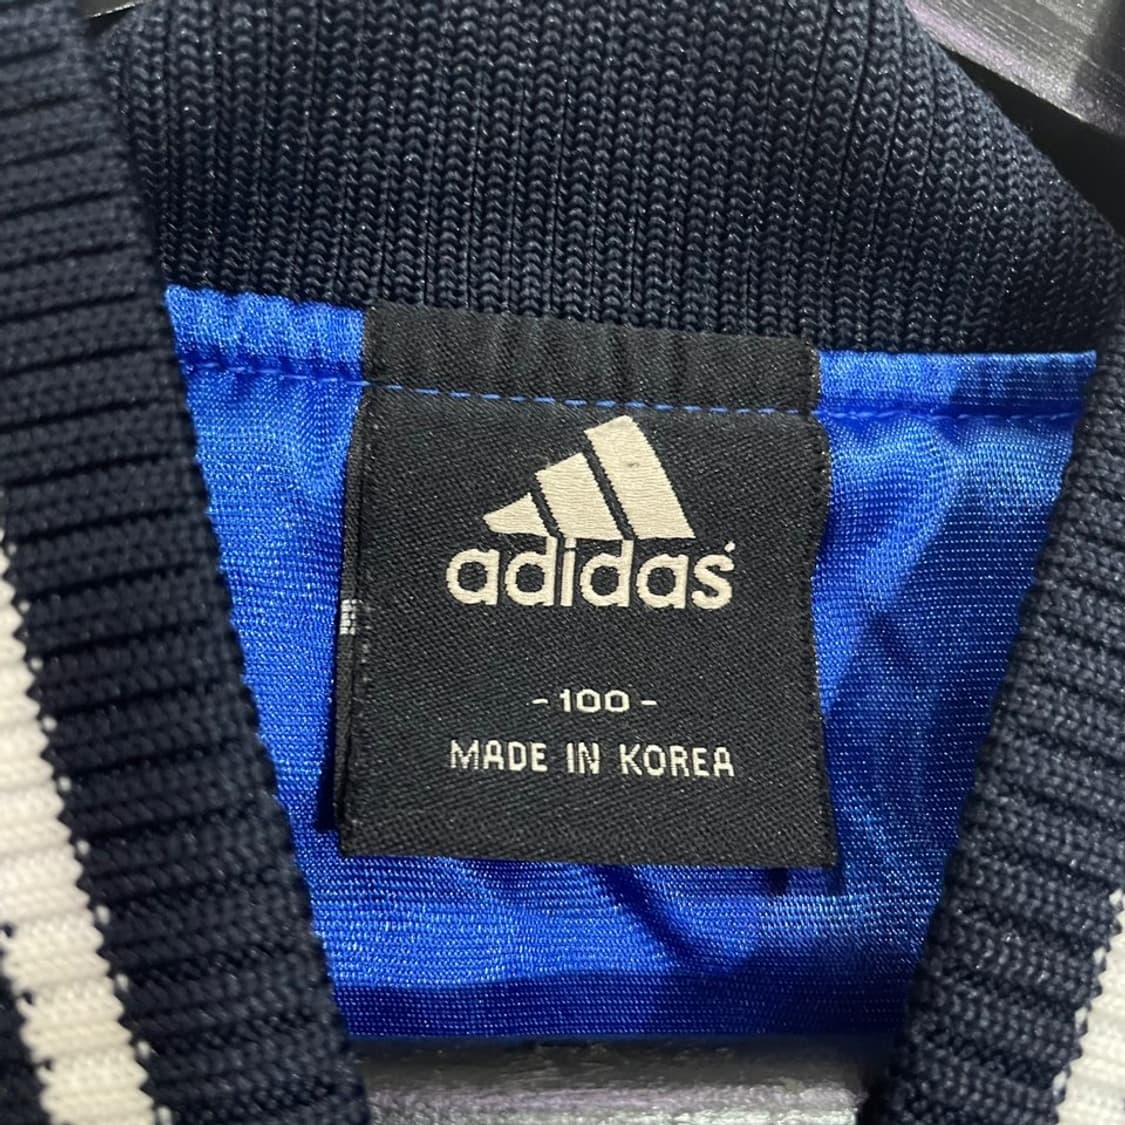 adidas
- 100 -
MADE IN KOREA